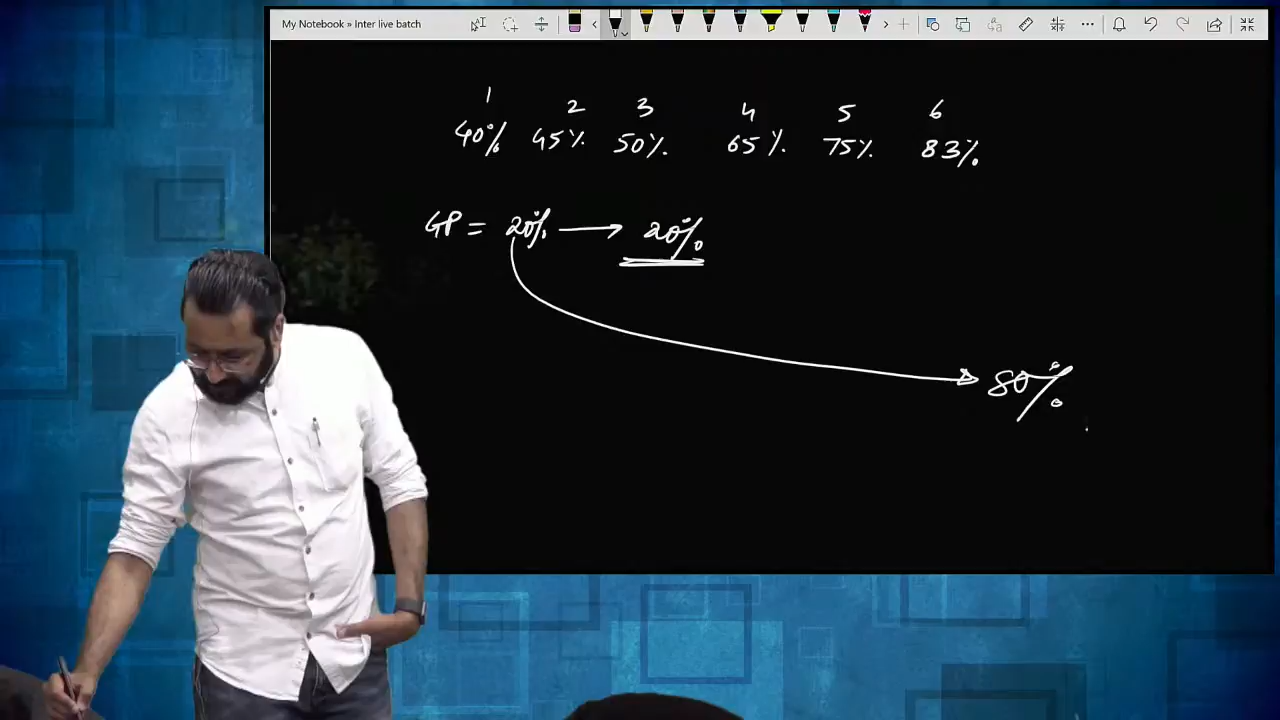 My Notebook » Inter live batch
1 2 3 4 5 6
40% 45% 50% 65% 75% 83%
GP = 20% → 20%
80%